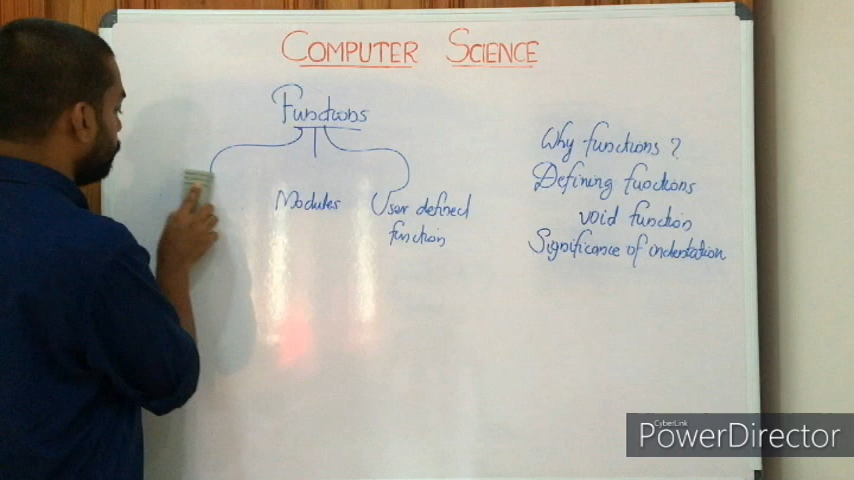 COMPUTER SCIENCE
Functions
Modules
User defined
function
Why functions?
Defining functions
void function
Significance of indentation
CyberLink
PowerDirector